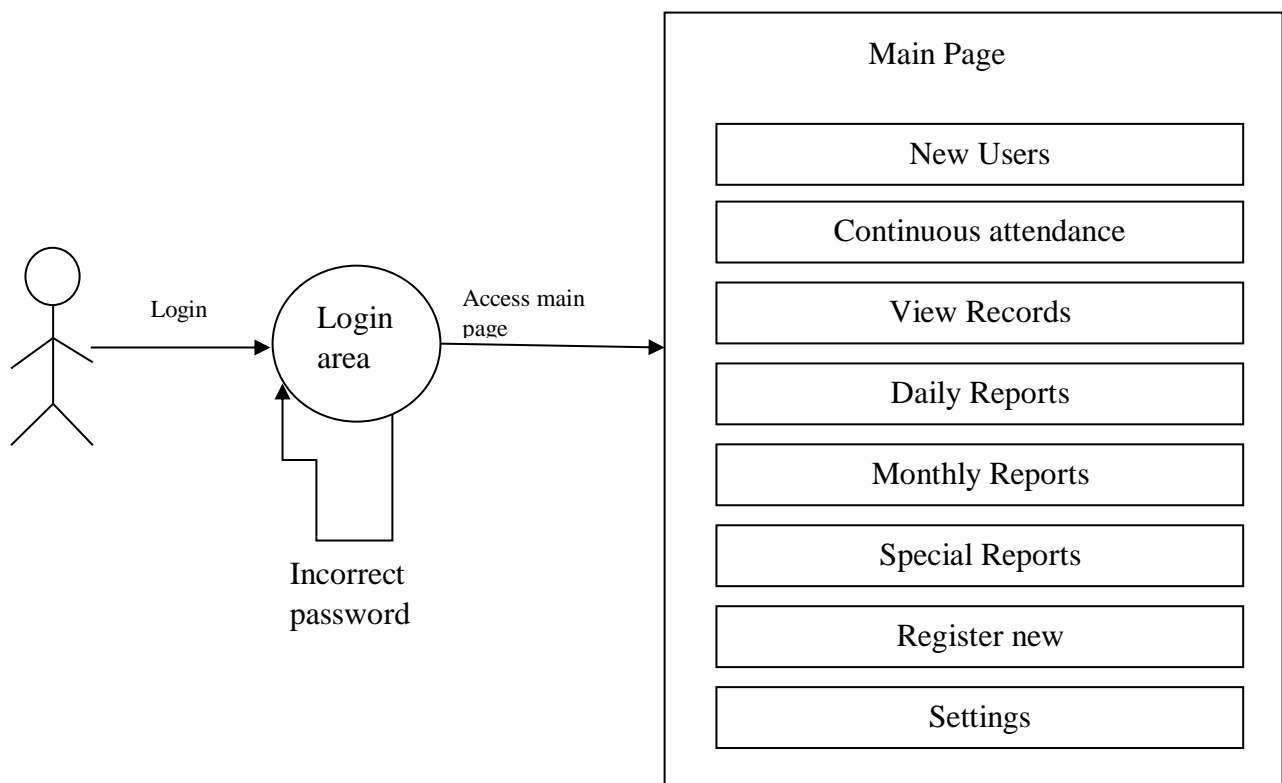 Main Page
New Users
Continuous attendance
View Records
Daily Reports
Monthly Reports
Special Reports
Register new
Settings
Login
Login
area
Access main
page
Incorrect
password